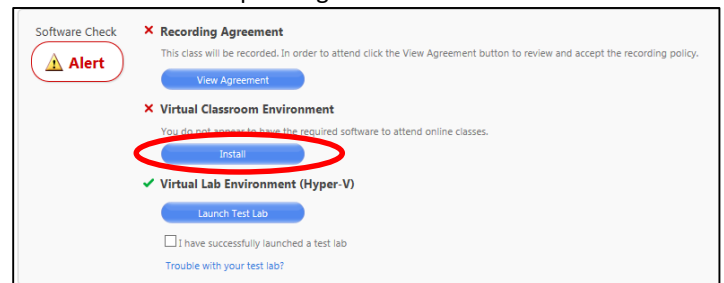 Software Check
Alert
Recording Agreement
This class will be recorded. In order to attend click the View Agreement button to review and accept the recording policy.
View Agreement
Virtual Classroom Environment
You do not appear to have the required software to attend online classes.
Install
Virtual Lab Environment (Hyper-V)
Launch Test Lab
I have successfully launched a test lab
Trouble with your test lab?